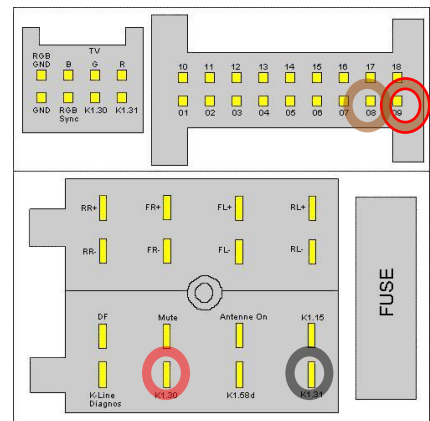 TV
RGB
GND B G R
GND RGB
Sync K1.30 K1.31
10 11 12 13 14 15 16 17 18
01 02 03 04 05 06 07 08 09
RR+ FR+ FL+ RL+
RR- FR- FL- RL-
DF Mute Antenne On K1.15
K-Line
Diagnos K1.30 K1.58d K1.31
FUSE